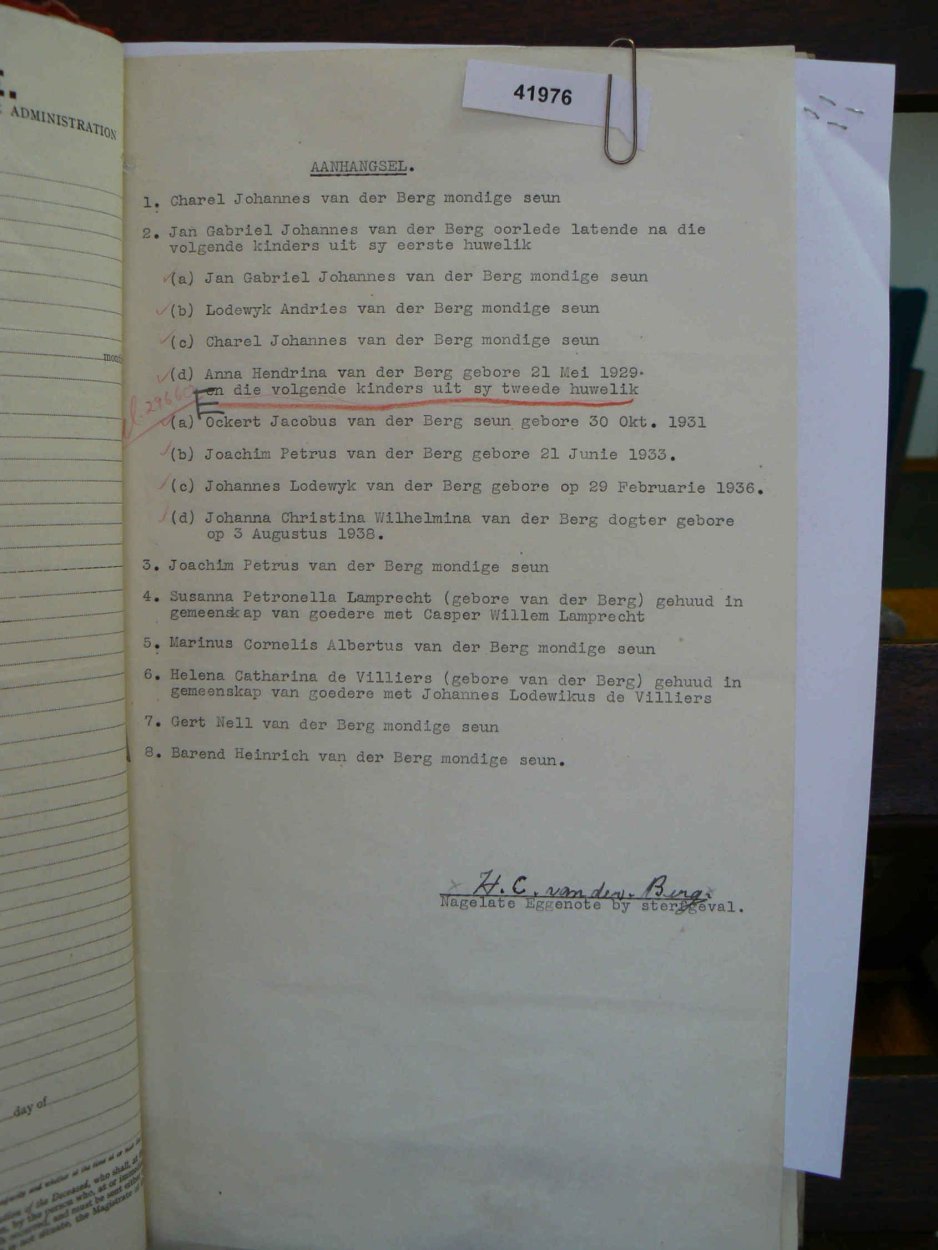 ADMINISTRATION
41976
AANHANGSEL.
1. Charel Johannes van der Berg mondige seun
2. Jan Gabriel Johannes van der Berg oorlede latende na die
volgende kinders uit sy eerste huwelik
(a) Jan Gabriel Johannes van der Berg mondige seun
(b) Lodewyk Andries van der Berg mondige seun
(c) Charel Johannes van der Berg mondige seun
(d) Anna Hendrina van der Berg gebore 21 Mei 1929.
en die volgende kinders uit sy tweede huwelik
(a) Ockert Jacobus van der Berg seun gebore 30 Okt. 1931
(b) Joachim Petrus van der Berg gebore 21 Junie 1933.
(c) Johannes Lodewyk van der Berg gebore op 29 Februarie 1936.
(d) Johanna Christina Wilhelmina van der Berg dogter gebore
op 3 Augustus 1938.
3. Joachim Petrus van der Berg mondige seun
4. Susanna Petronella Lamprecht (gebore van der Berg) gehuud in
gemeenskap van goedere met Casper Willem Lamprecht
5. Marinus Cornelis Albertus van der Berg mondige seun
6. Helena Catharina de Villiers (gebore van der Berg) gehuud in
gemeenskap van goedere met Johannes Lodewikus de Villiers
7. Gert Nell van der Berg mondige seun
8. Barend Heinrich van der Berg mondige seun.
H. C. van der. Berg.
Nagelate Eggenote by sterfgeval.
day of